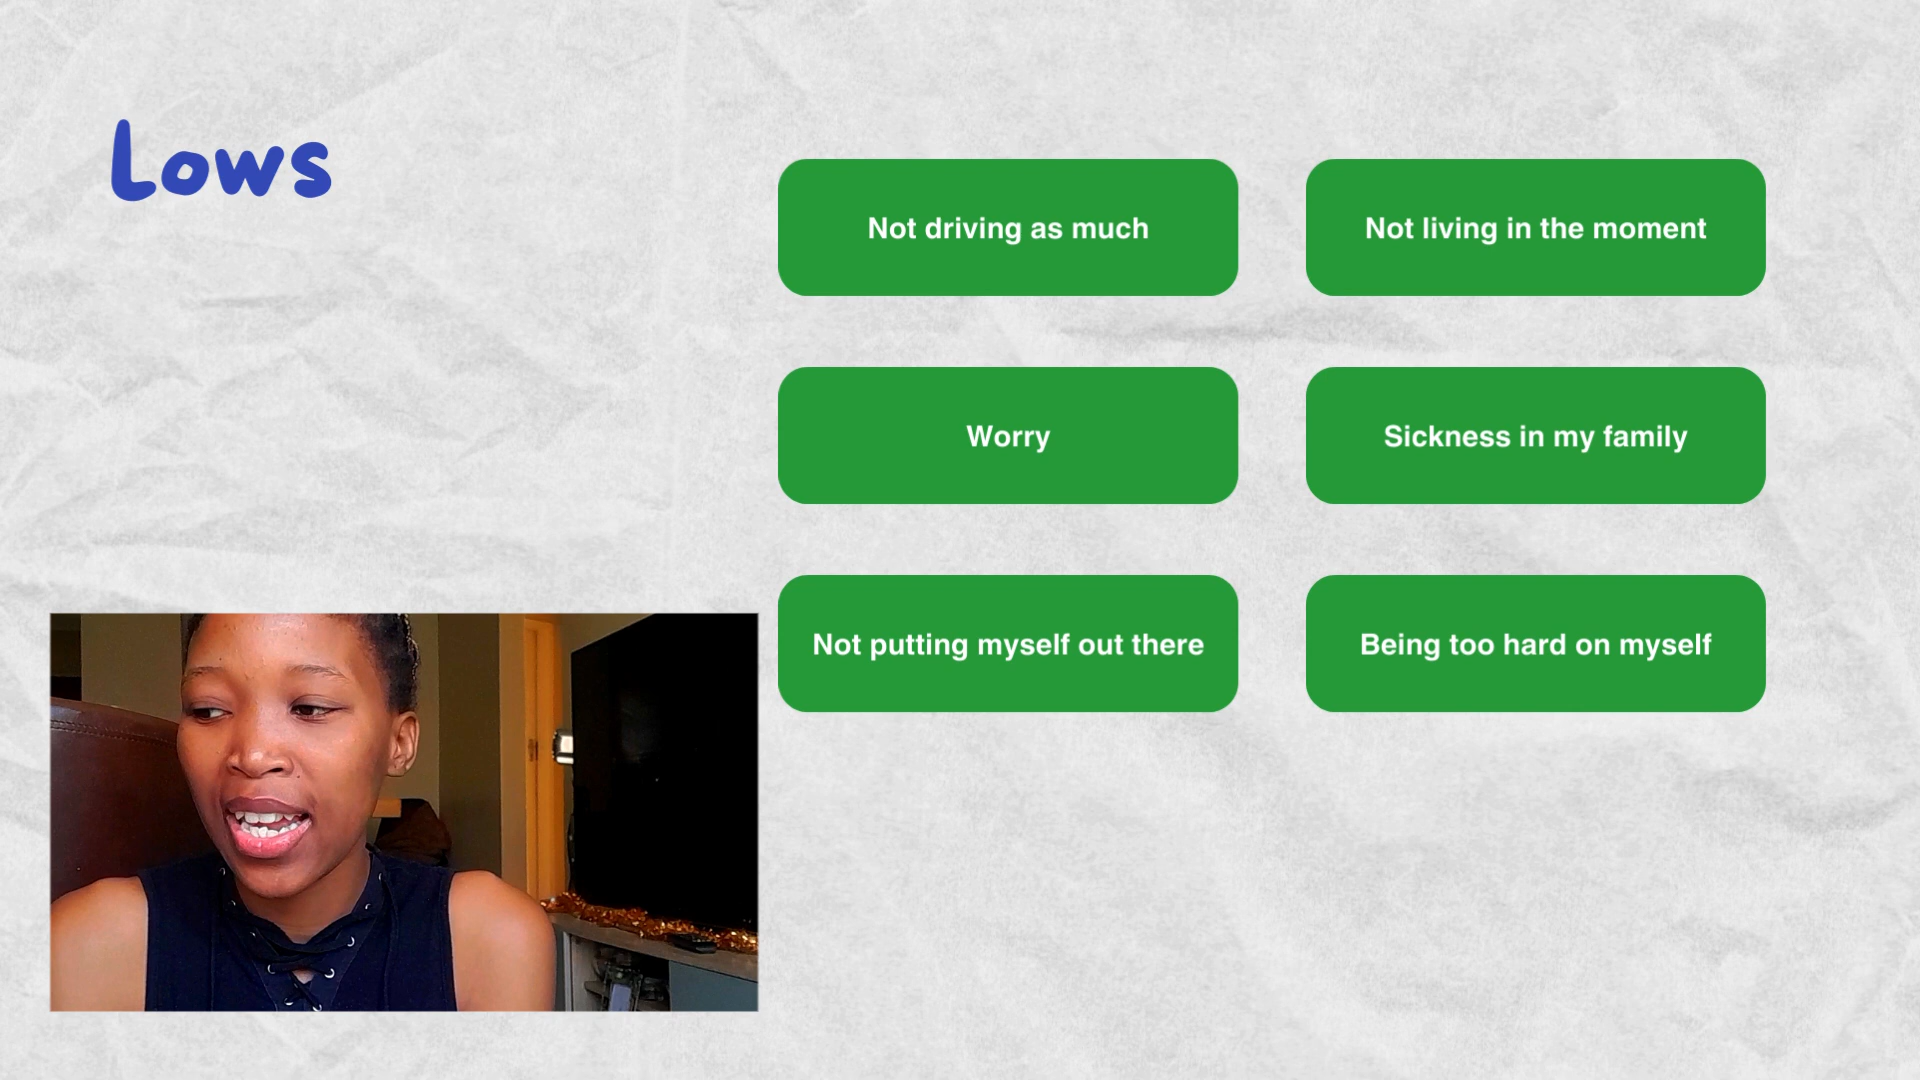 Lows
Not driving as much
Not living in the moment
Worry
Sickness in my family
Not putting myself out there
Being too hard on myself